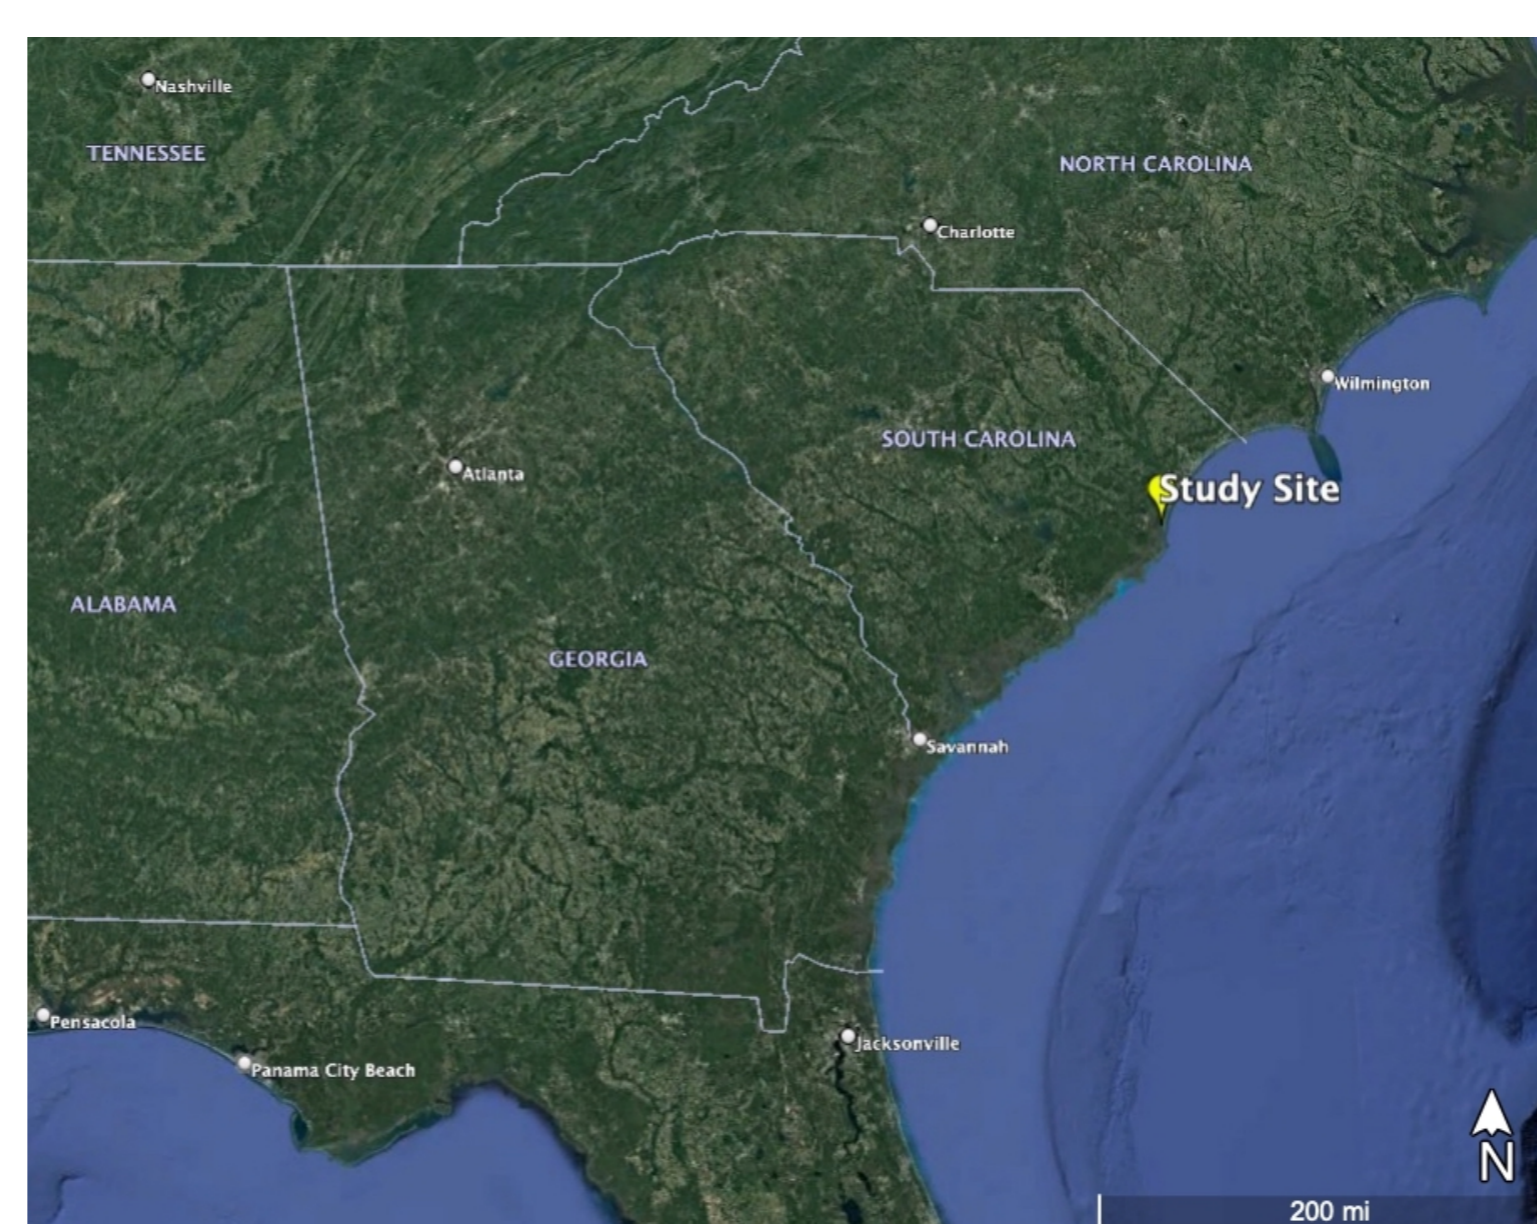 Nashville
TENNESSEE
NORTH CAROLINA
Charlotte
Wilmington
SOUTH CAROLINA
Atlanta
Study Site
ALABAMA
GEORGIA
Savannah
Pensacola
Jacksonville
Panama City Beach
N
200 mi